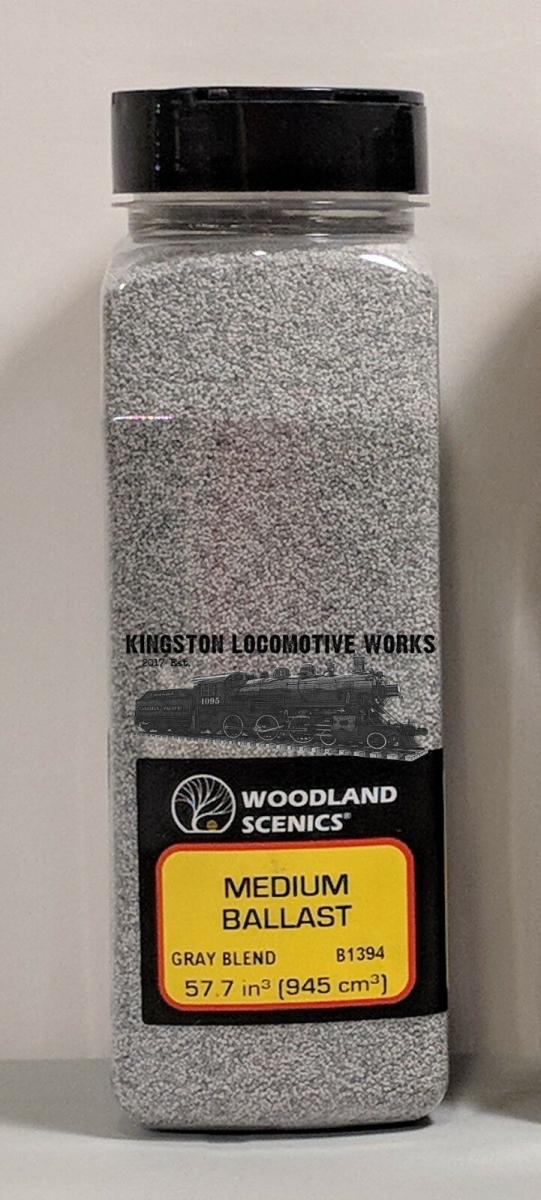 KINGSTON LOCOMOTIVE WORKS
2017 Est.
1095
WOODLAND
SCENICS®
MEDIUM
BALLAST
GRAY BLEND B1394
57.7 in³ (945 cm³)